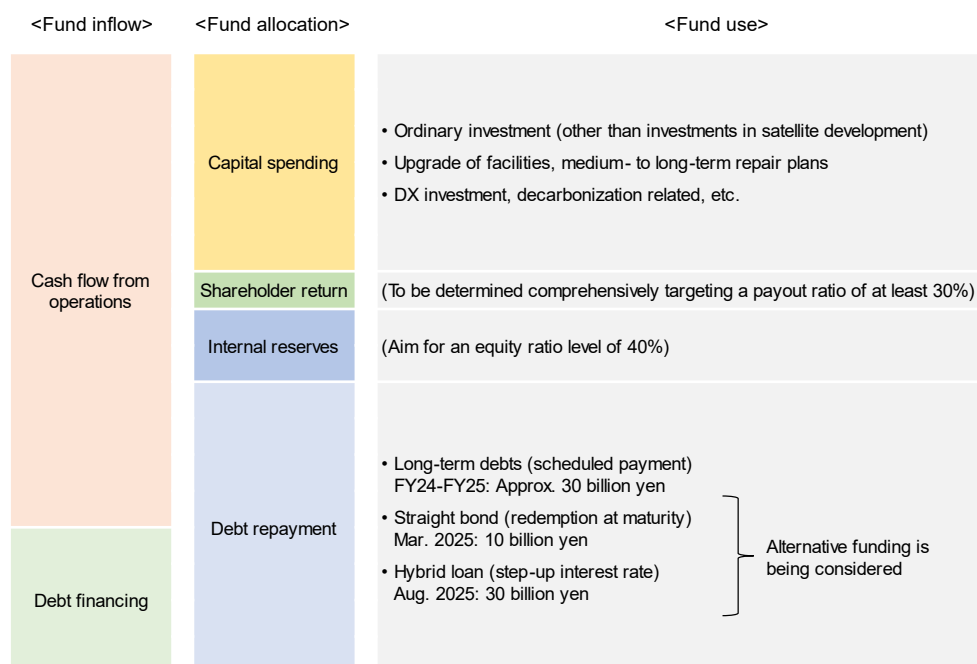 <Fund inflow>
<Fund allocation>
<Fund use>
Cash flow from
operations
Debt financing
Capital spending
Shareholder return
Internal reserves
Debt repayment
• Ordinary investment (other than investments in satellite development)
• Upgrade of facilities, medium- to long-term repair plans
• DX investment, decarbonization related, etc.
(To be determined comprehensively targeting a payout ratio of at least 30%)
(Aim for an equity ratio level of 40%)
• Long-term debts (scheduled payment)
FY24-FY25: Approx. 30 billion yen
• Straight bond (redemption at maturity)
Mar. 2025: 10 billion yen
• Hybrid loan (step-up interest rate)
Aug. 2025: 30 billion yen
Alternative funding is
being considered